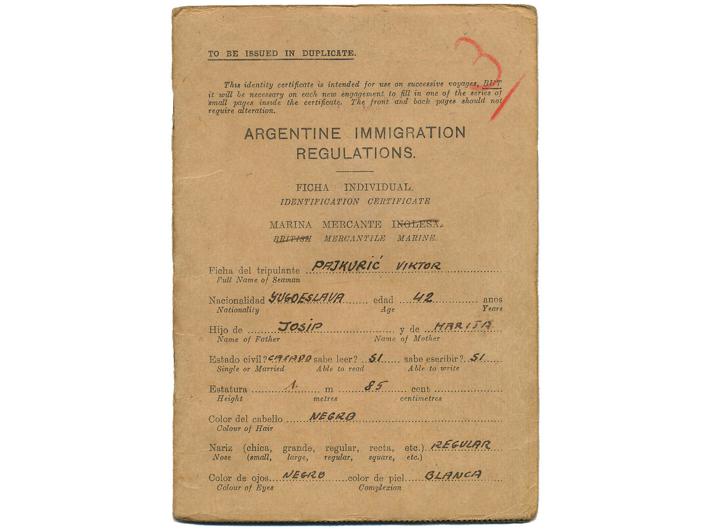 3
TO BE ISSUED IN DUPLICATE.
This identity certificate is intended for use on successive voyages, BUT
it will be necessary on each new engagement to fill in one of the series of
small pages inside the certificate. The front and back pages should not
require alteration.
ARGENTINE IMMIGRATION
REGULATIONS.
FICHA INDIVIDUAL.
IDENTIFICATION CERTIFICATE
MARINA MERCANTE INGLESA.
BRITISH MERCANTILE MARINE.
Ficha del tripulante PAJKURIĆ VIKTOR
Full Name of Seaman
Nacionalidad YUGOESLAVA edad 42 anos
Nationality Age Years
Hijo de JOSIP y de MARITA
Name of Father Name of Mother
Estado civil? CASADO sabe leer? SI sabe escribir? SI
Single or Married Able to read Able to write
Estatura 1 m 85 cent
Height metres centimetres
Color del cabello NEGRO
Colour of Hair
Nariz (chica, grande, regular, recta, etc.) REGULAR
Nose (small, large, regular, square, etc.)
Color de ojos NEGRO color de piel BLANCA
Colour of Eyes Complexion